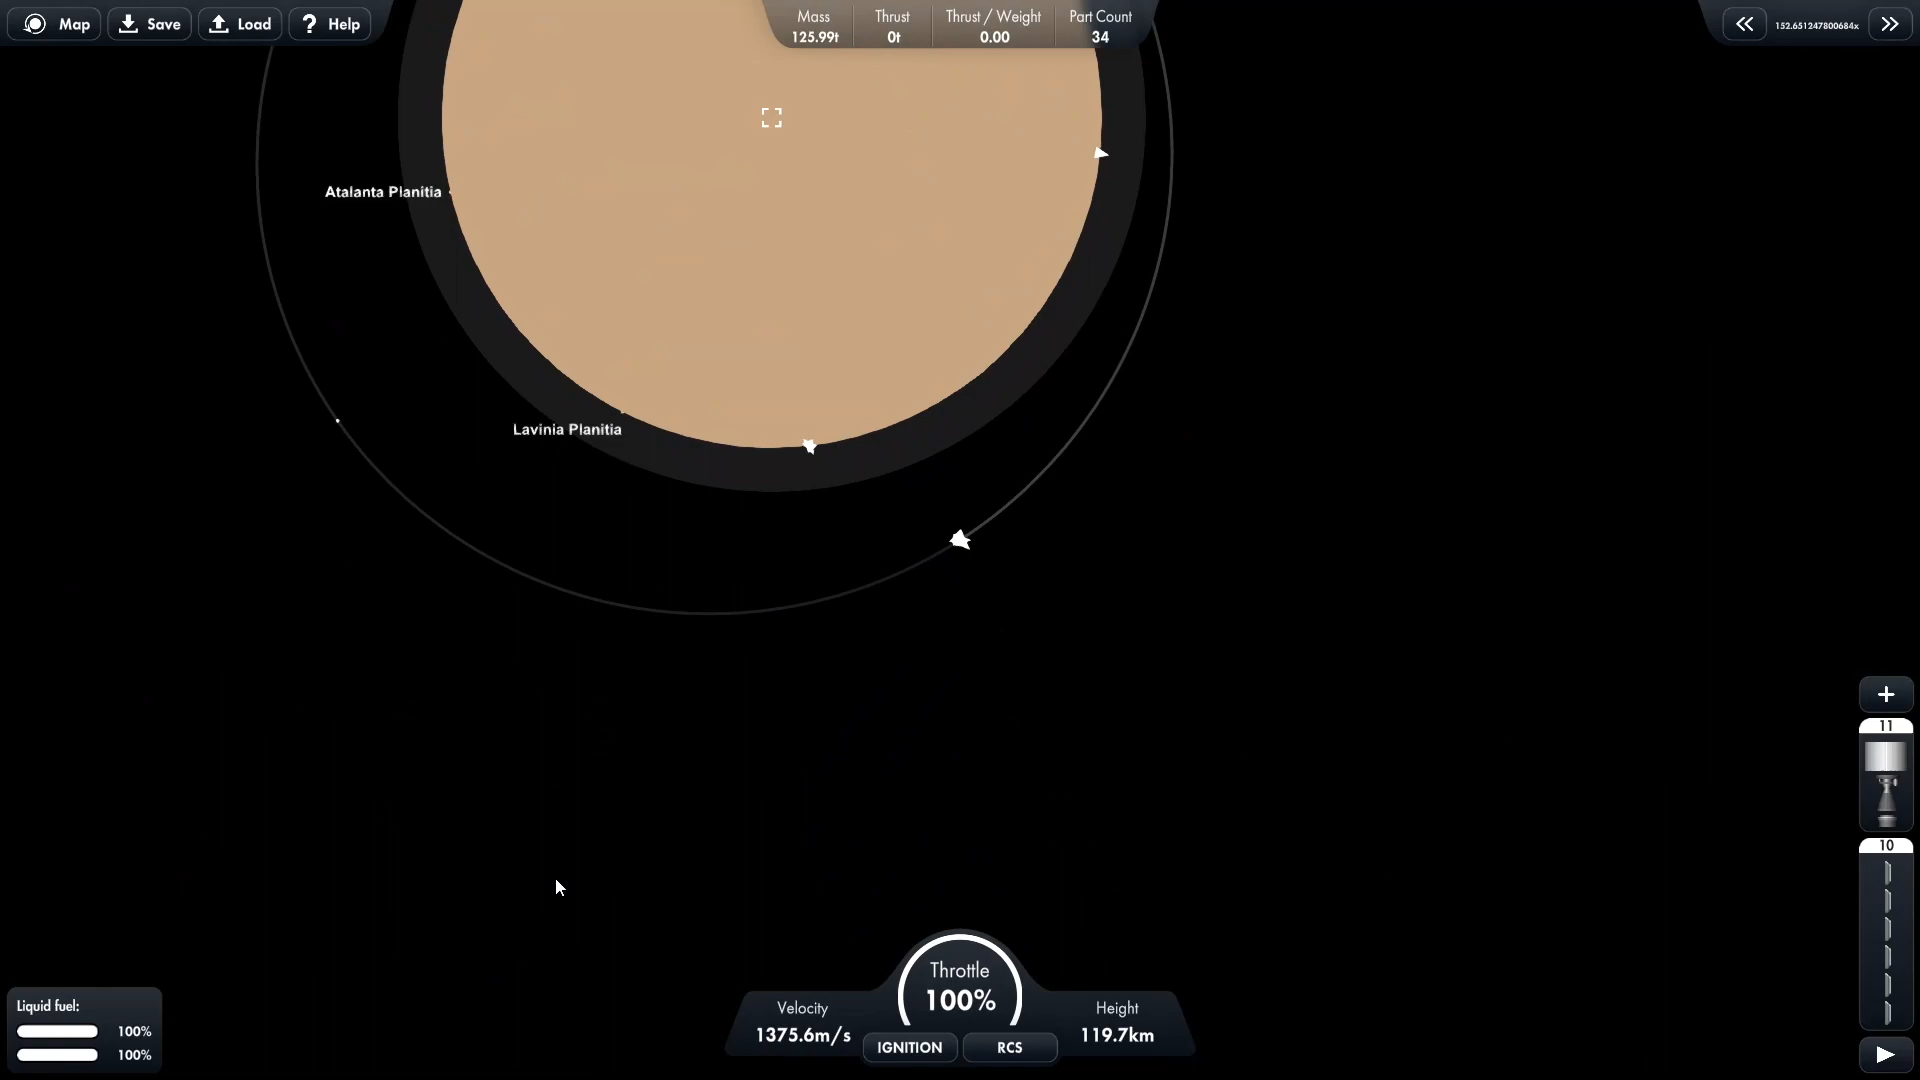 Map
Save
Load
Help
Mass
125.99t
Thrust
0t
Thrust / Weight
0.00
Part Count
34
152.651247800684x
Atalanta Planitia
Lavinia Planitia
11
10
Liquid fuel:
100%
100%
Throttle
100%
Velocity
1375.6m/s
Height
119.7km
IGNITION
RCS